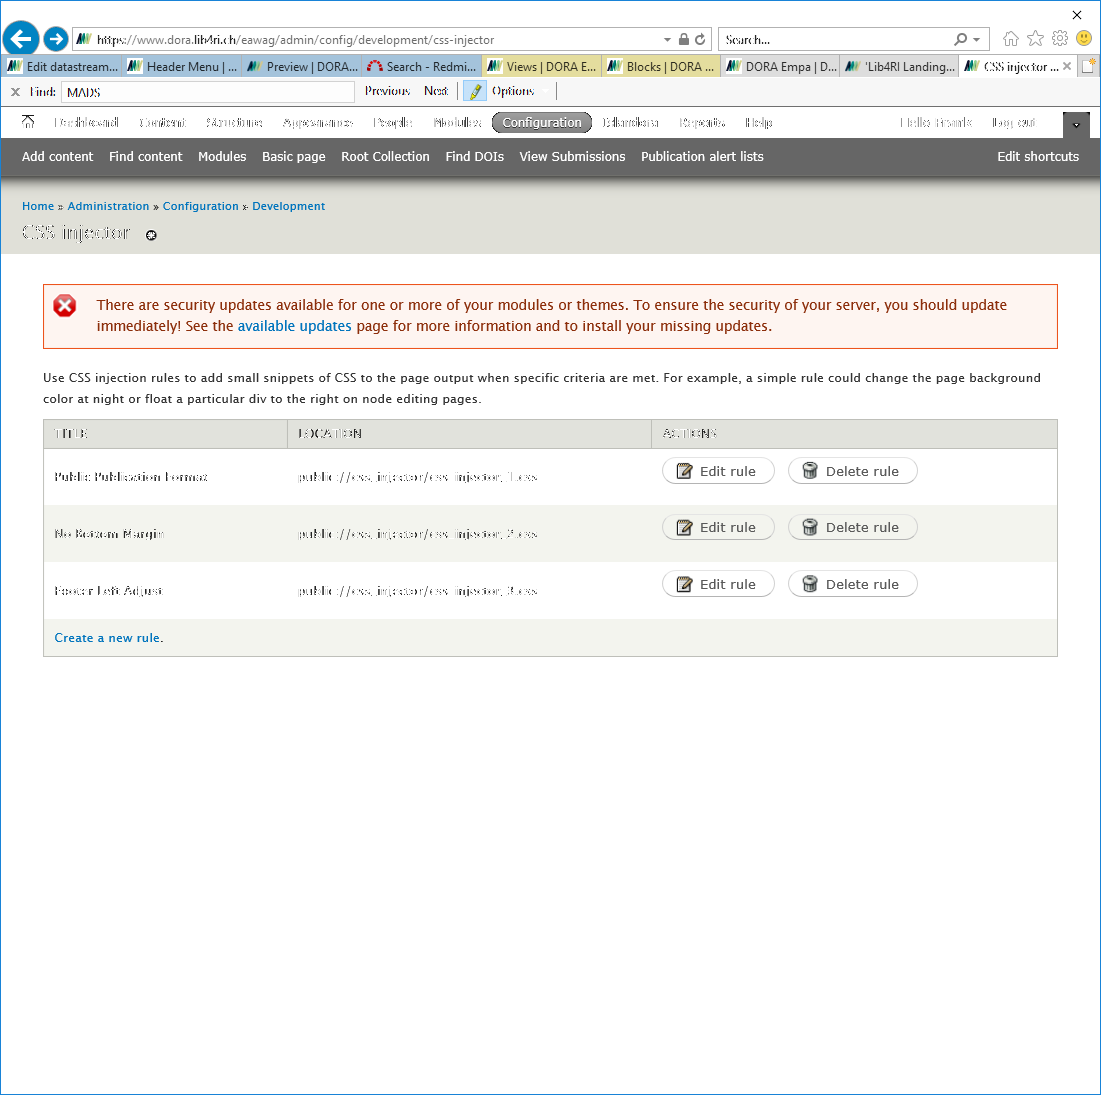 https://www.dora.lib4ri.ch/eawag/admin/config/development/css-injector
Search...
Edit datastream...
Header Menu | ...
Preview | DORA...
Search - Redmi...
Views | DORA E...
Blocks | DORA ...
DORA Empa | D...
'Lib4RI Landing...
CSS injector ...
Find: MADS Previous Next Options
Dashboard Content Structure Appearance People Modules Configuration Islandora Reports Help Hello Frank Log out
Add content Find content Modules Basic page Root Collection Find DOIs View Submissions Publication alert lists Edit shortcuts
Home » Administration » Configuration » Development
CSS injector
There are security updates available for one or more of your modules or themes. To ensure the security of your server, you should update
immediately! See the available updates page for more information and to install your missing updates.
Use CSS injection rules to add small snippets of CSS to the page output when specific criteria are met. For example, a simple rule could change the page background
color at night or float a particular div to the right on node editing pages.
TITLE LOCATION ACTIONS
Public Publication Format public://css_injector/css_injector_1.css Edit rule Delete rule
No Bottom Margin public://css_injector/css_injector_2.css Edit rule Delete rule
Footer Left Adjust public://css_injector/css_injector_3.css Edit rule Delete rule
Create a new rule.